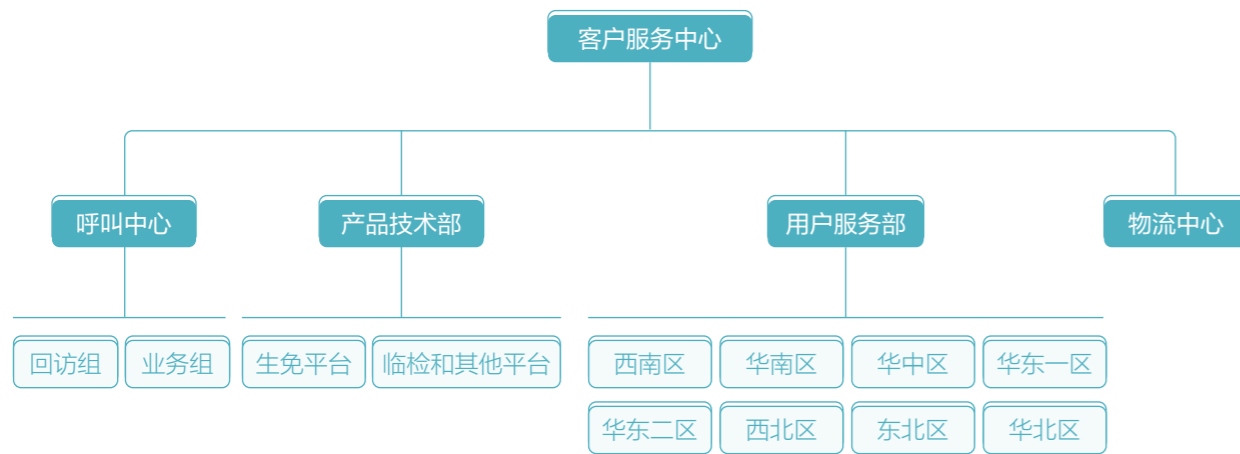 客户服务中心
呼叫中心
产品技术部
用户服务部
物流中心
回访组
业务组
生免平台
临检和其他平台
西南区
华南区
华中区
华东一区
华东二区
西北区
东北区
华北区